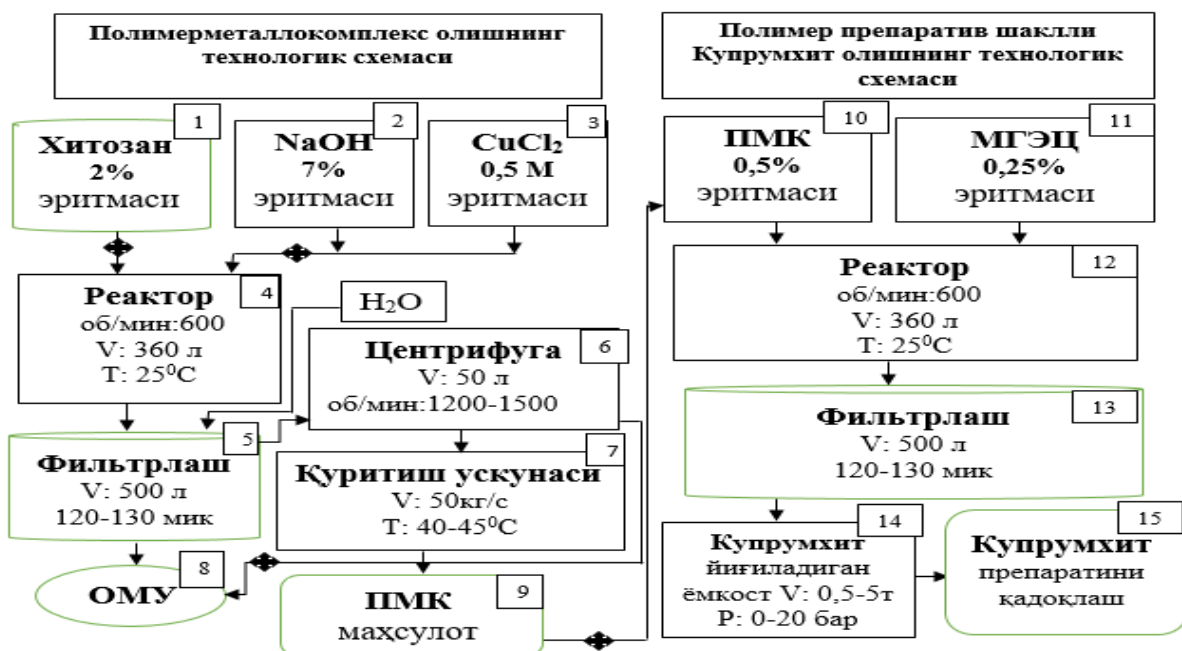 Полимерметаллокомплекс олишнинг
технологик схемаси
Полимер препаратив шаклли
Купрумхит олишнинг технологик
схемаси
1
Хитозан
2%
эритмаси
2
NaOH
7%
эритмаси
3
CuCl₂
0,5 М
эритмаси
10
ПМК
0,5%
эритмаси
11
МГЭЦ
0,25%
эритмаси
4
Реактор
об/мин:600
V: 360 л
T: 25⁰C
H₂O
12
Реактор
об/мин:600
V: 360 л
T: 25⁰C
6
Центрифуга
V: 50 л
об/мин:1200-1500
5
Фильтрлаш
V: 500 л
120-130 мик
7
Қуритиш ускунаси
V: 50кг/с
T: 40-45⁰C
13
Фильтрлаш
V: 500 л
120-130 мик
8
ОМУ
9
ПМК
маҳсулот
14
Купрумхит
йиғиладиган
ёмкост V: 0,5-5т
P: 0-20 бар
15
Купрумхит
препаратини
қадоқлаш